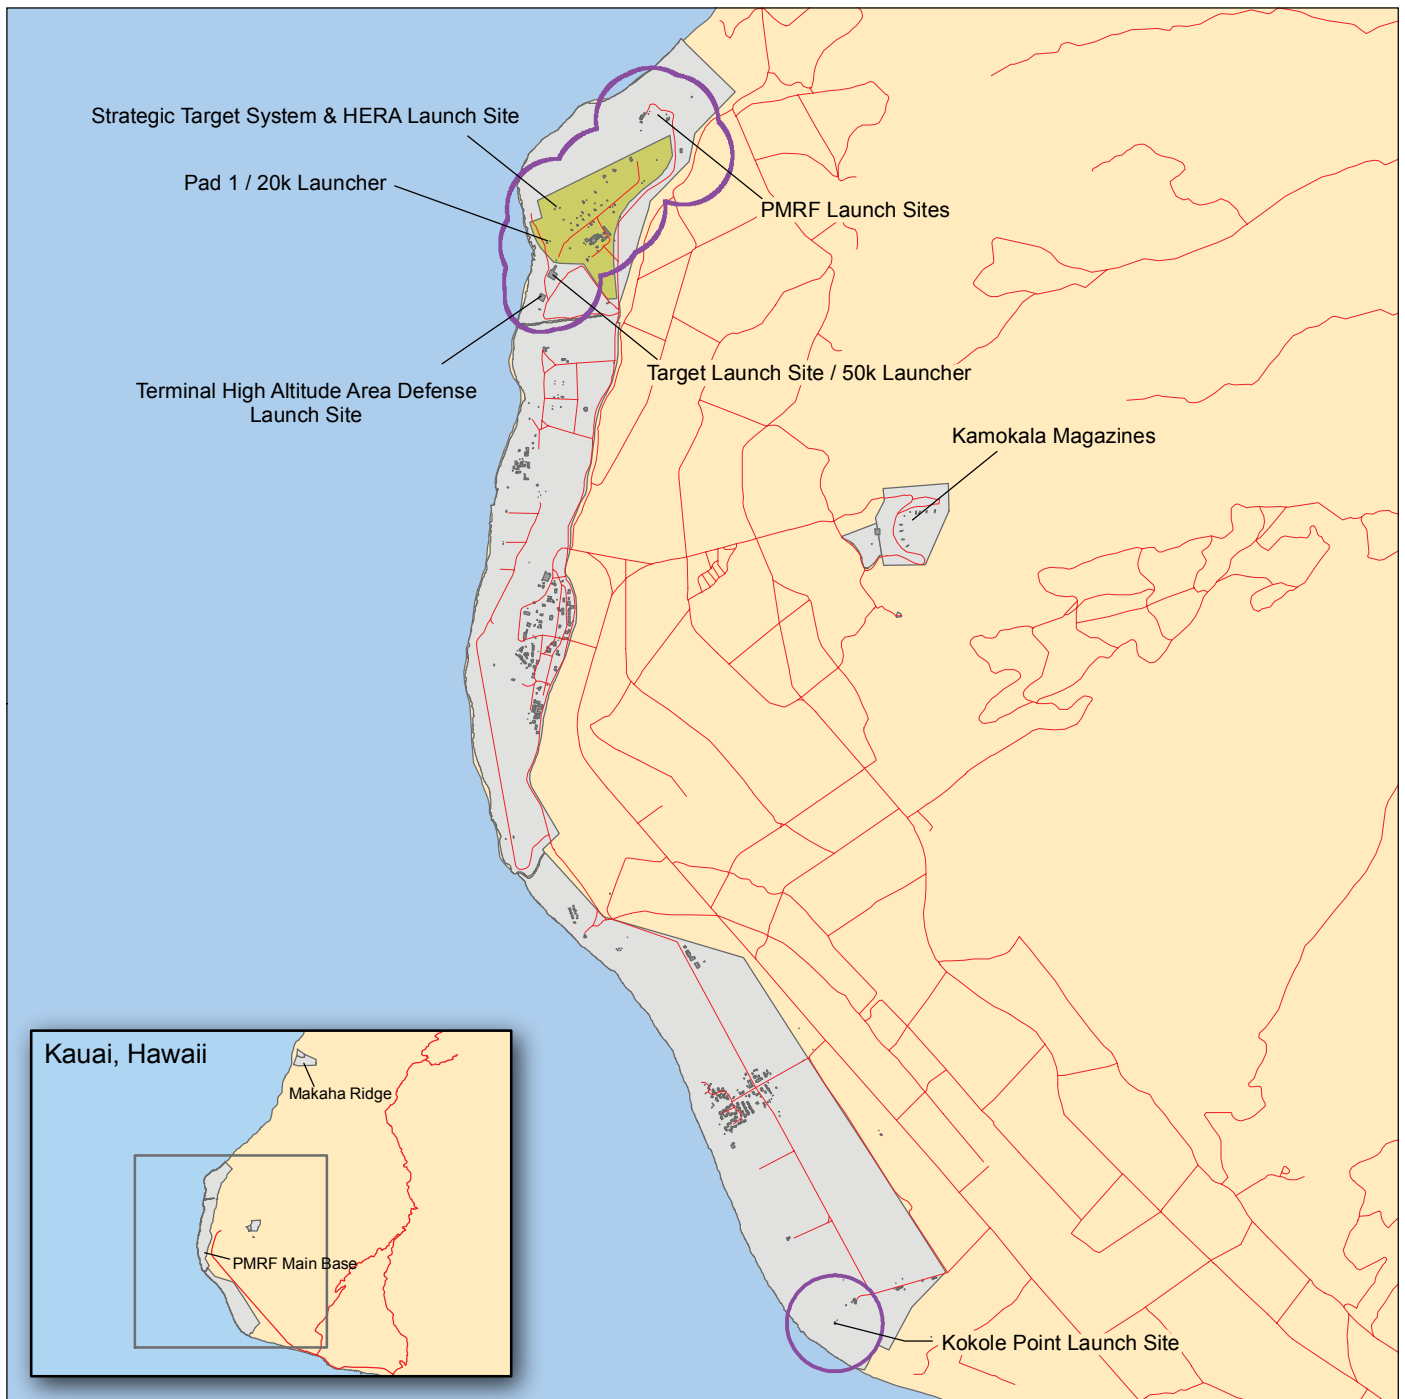 Strategic Target System & HERA Launch Site
Pad 1 / 20k Launcher
PMRF Launch Sites
Target Launch Site / 50k Launcher
Terminal High Altitude Area Defense
Launch Site
Kamokala Magazines
Kauai, Hawaii
Makaha Ridge
PMRF Main Base
Kokole Point Launch Site